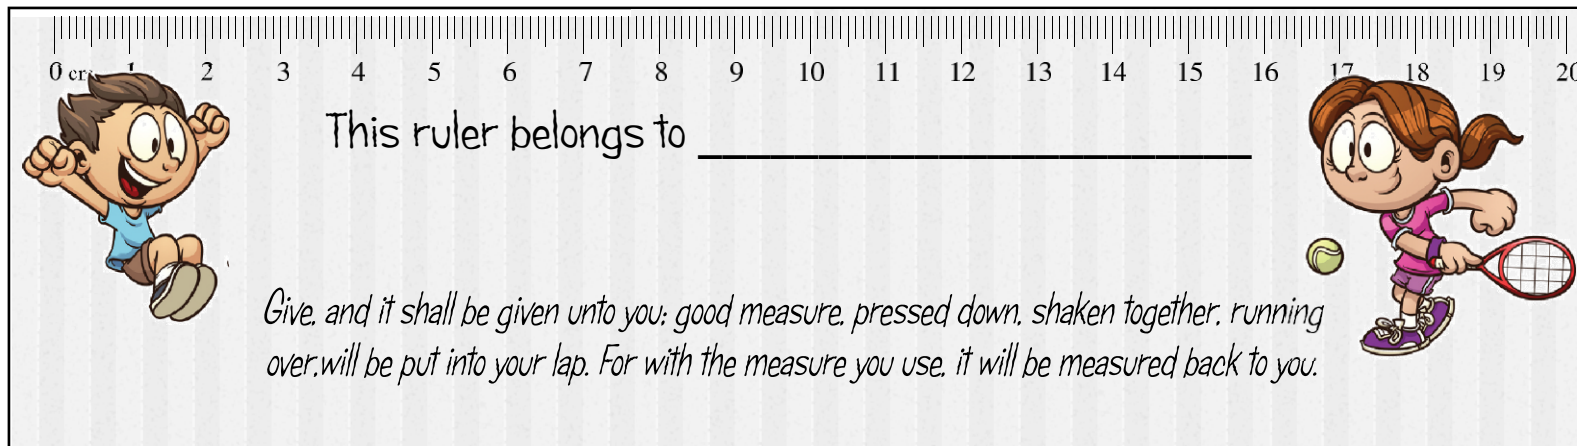 0 cm 1 2 3 4 5 6 7 8 9 10 11 12 13 14 15 16 17 18 19 20
This ruler belongs to ________________________
Give, and it shall be given unto you; good measure, pressed down, shaken together, running
over,will be put into your lap. For with the measure you use, it will be measured back to you.